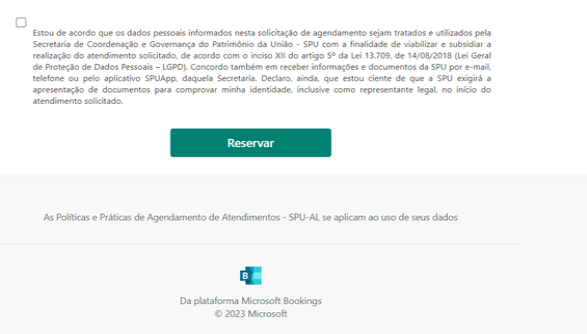 Estou de acordo que os dados pessoais informados nesta solicitação de agendamento sejam tratados e utilizados pela
Secretaria de Coordenação e Governança do Patrimônio da União - SPU com a finalidade de viabilizar e subsidiar a
realização do atendimento solicitado, de acordo com o inciso XII do artigo 5º da Lei 13.709, de 14/08/2018 (Lei Geral
de Proteção de Dados Pessoais – LGPD). Concordo também em receber informações e documentos da SPU por e-mail,
telefone ou pelo aplicativo SPUApp, daquela Secretaria. Declaro, ainda, que estou ciente de que a SPU exigirá a
apresentação de documentos para comprovar minha identidade, inclusive como representante legal, no início do
atendimento solicitado.
Reservar
As Políticas e Práticas de Agendamento de Atendimentos - SPU-AL se aplicam ao uso de seus dados
B
Da plataforma Microsoft Bookings
© 2023 Microsoft